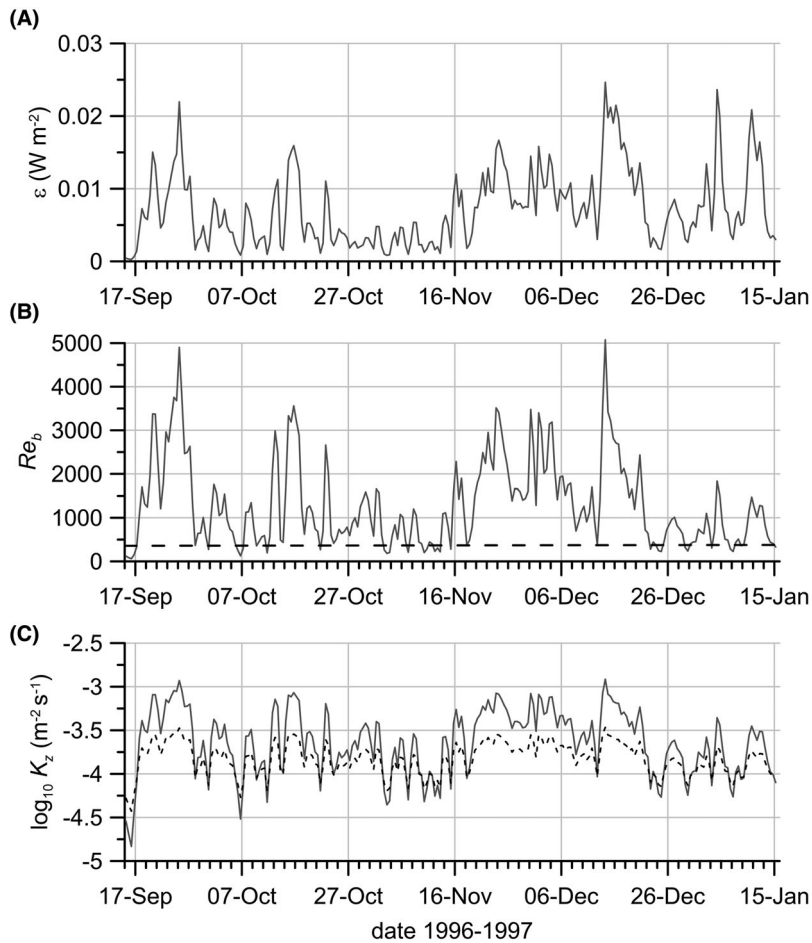 (A)
0.03
0.02
0.01
0
ε (W m⁻²)
17-Sep 07-Oct 27-Oct 16-Nov 06-Dec 26-Dec 15-Jan
(B)
5000
4000
3000
2000
1000
0
Re_b
17-Sep 07-Oct 27-Oct 16-Nov 06-Dec 26-Dec 15-Jan
(C)
-2.5
-3
-3.5
-4
-4.5
-5
log₁₀ K_z (m⁻² s⁻¹)
17-Sep 07-Oct 27-Oct 16-Nov 06-Dec 26-Dec 15-Jan
date 1996-1997